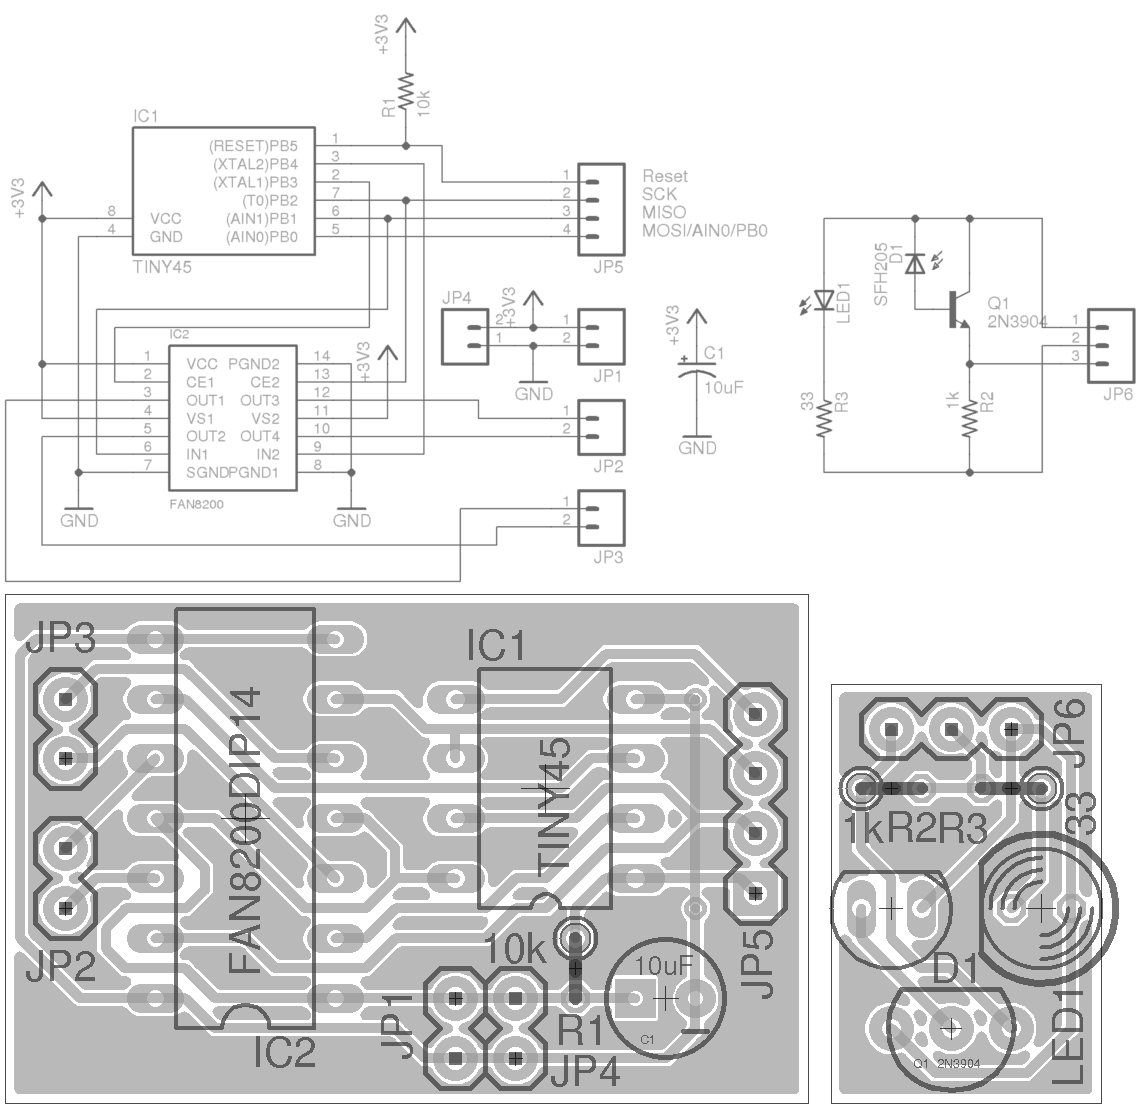 +3V3
R1
10k
IC1
(RESET)PB5 1
(XTAL2)PB4 3
(XTAL1)PB3 2
(T0)PB2 7
8 VCC (AIN1)PB1 6
4 GND (AIN0)PB0 5
TINY45
+3V3
1 Reset
2 SCK
3 MISO
4 MOSI/AIN0/PB0
JP5
JP4
2
1
+3V3
GND
1
2
JP1
1
2
JP2
1
2
JP3
IC2
1 VCC PGND2 14
2 CE1 CE2 13
3 OUT1 OUT3 12
4 VS1 VS2 11
5 OUT2 OUT4 10
6 IN1 IN2 9
7 SGND PGND1 8
FAN8200
+3V3
GND
GND
+3V3
+
C1
10uF
GND
LED1
33
R3
SFH205
D1
Q1
2N3904
1k
R2
1
2
3
JP6
JP3
JP2
FAN8200DIP14
IC2
IC1
TINY45
JP5
10k
R1
10uF
C1
JP1
JP4
JP6
1kR2R3
33
D1
LED1
Q1 2N3904